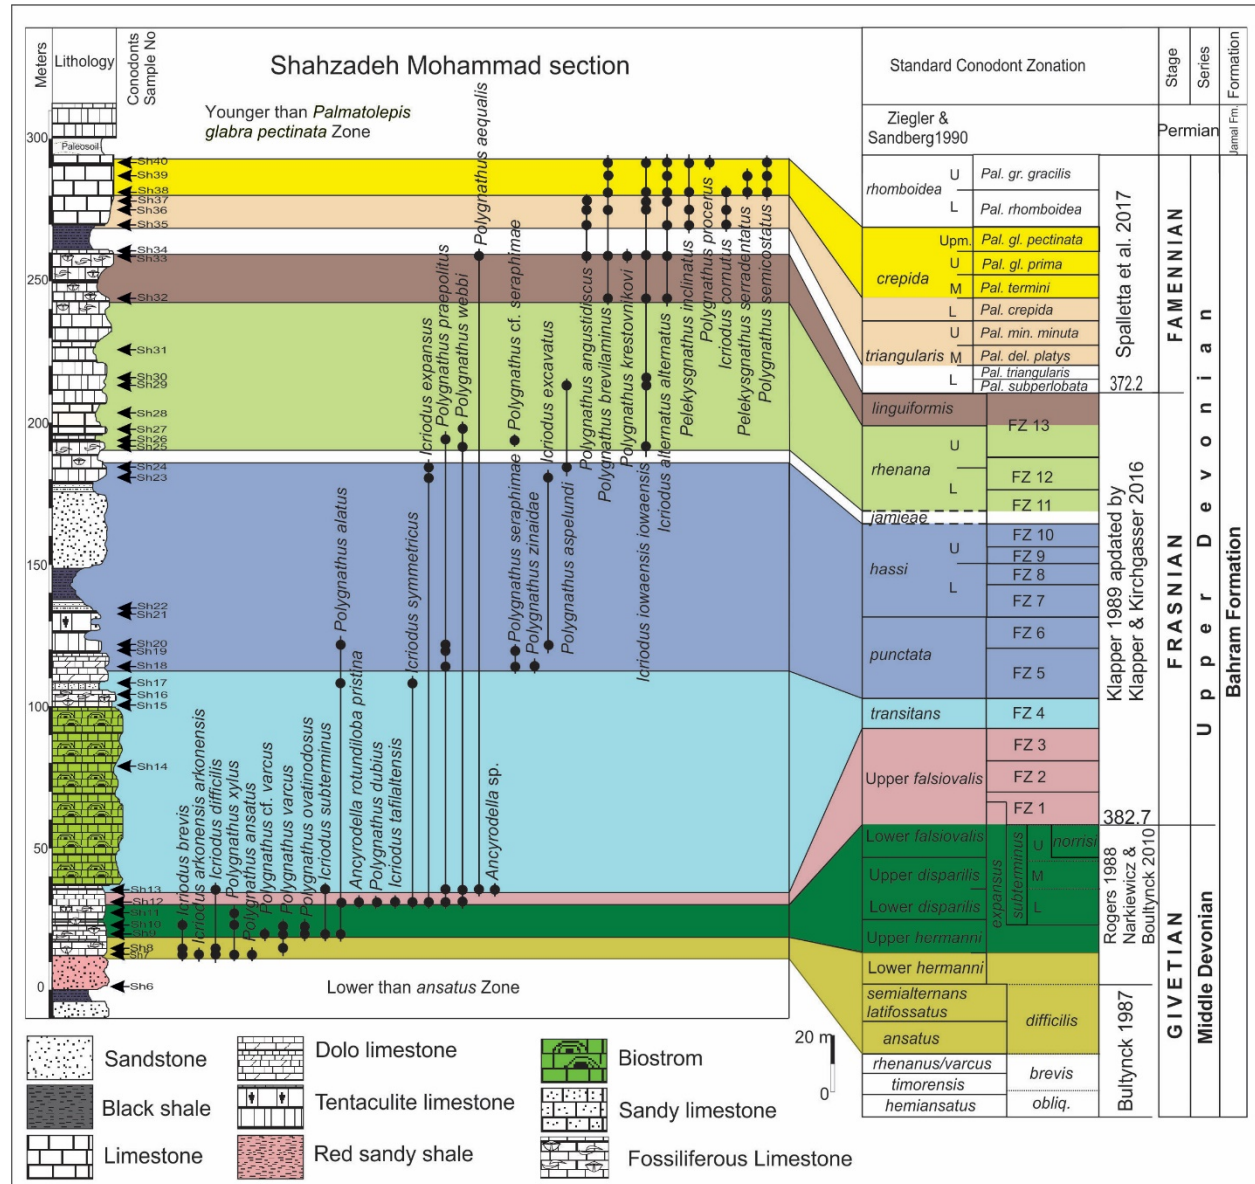 Meters
Lithology
Conodonts
Sample No
Shahzadeh Mohammad section
Younger than Palmatolepis
glabra pectinata Zone
Lower than ansatus Zone
300
250
200
150
100
50
0
Paleosoil
Sh40
Sh39
Sh38
Sh37
Sh36
Sh35
Sh34
Sh33
Sh32
Sh31
Sh30
Sh29
Sh28
Sh27
Sh26
Sh25
Sh24
Sh23
Sh22
Sh21
Sh20
Sh19
Sh18
Sh17
Sh16
Sh15
Sh14
Sh13
Sh12
Sh11
Sh10
Sh9
Sh8
Sh7
Sh6
Icriodus brevis
Icriodus arkonensis arkonensis
Icriodus difficilis
Polygnathus xylus
Polygnathus ansatus
Polygnathus cf. varcus
Polygnathus varcus
Polygnathus ovatinodosus
Icriodus subterminus
Polygnathus alatus
Ancyrodella rotundiloba pristina
Polygnathus dubius
Icriodus tafilaltensis
Icriodus symmetricus
Icriodus expansus
Polygnathus praepolitus
Polygnathus webbi
Polygnathus aequalis
Ancyrodella sp.
Polygnathus cf. seraphimae
Polygnathus seraphimae
Polygnathus zinaidae
Icriodus excavatus
Polygnathus aspelundi
Polygnathus angustidiscus
Polygnathus brevilaminus
Polygnathus krestovnikovi
Icriodus iowaensis iowaensis
Icriodus alternatus alternatus
Pelekysgnathus inclinatus
Polygnathus procerus
Icriodus cornutus
Pelekysgnathus serradentatus
Polygnathus semicostatus
Standard Conodont Zonation
Stage
Series
Formation
Ziegler &
Sandberg1990
Permian
Jamal Fm.
rhomboidea
U
L
Pal. gr. gracilis
Pal. rhomboidea
crepida
Upm.
U
M
L
Pal. gl. pectinata
Pal. gl. prima
Pal. termini
Pal. crepida
triangularis
U
M
L
Pal. min. minuta
Pal. del. platys
Pal. triangularis
Pal. subperlobata
Spalletta et al. 2017
372.2
FAMENNIAN
linguiformis
FZ 13
rhenana
U
L
FZ 12
FZ 11
jamieae
hassi
U
L
FZ 10
FZ 9
FZ 8
FZ 7
punctata
FZ 6
FZ 5
transitans
FZ 4
Upper falsiovalis
FZ 3
FZ 2
FZ 1
Klapper 1989 apdated by
Klapper & Kirchgasser 2016
382.7
FRASNIAN
Upper Devonian
Bahram Formation
Lower falsiovalis
Upper disparilis
Lower disparilis
Upper hermanni
Lower hermanni
expansus
subterminus
U
M
L
norrisi
Rogers 1988
Narkiewicz &
Boultynck 2010
semialternans
latifossatus
ansatus
difficilis
rhenanus/varcus
timorensis
hemiansatus
brevis
obliq.
Bultynck 1987
GIVETIAN
Middle Devonian
20 m
0
Sandstone
Black shale
Limestone
Dolo limestone
Tentaculite limestone
Red sandy shale
Biostrom
Sandy limestone
Fossiliferous Limestone